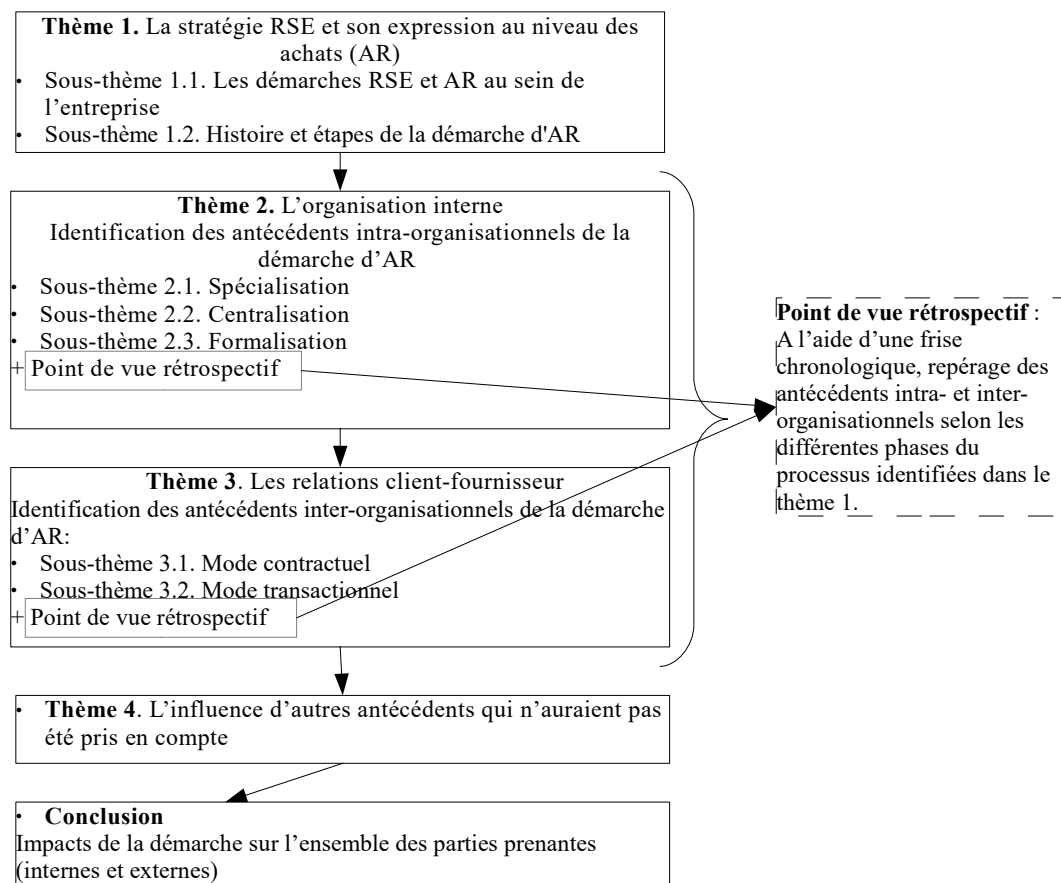 Thème 1. La stratégie RSE et son expression au niveau des
achats (AR)
• Sous-thème 1.1. Les démarches RSE et AR au sein de
l’entreprise
• Sous-thème 1.2. Histoire et étapes de la démarche d'AR
Thème 2. L’organisation interne
Identification des antécédents intra-organisationnels de la
démarche d’AR
• Sous-thème 2.1. Spécialisation
• Sous-thème 2.2. Centralisation
• Sous-thème 2.3. Formalisation
+ Point de vue rétrospectif
Thème 3. Les relations client-fournisseur
Identification des antécédents inter-organisationnels de la démarche
d’AR:
• Sous-thème 3.1. Mode contractuel
• Sous-thème 3.2. Mode transactionnel
+ Point de vue rétrospectif
Point de vue rétrospectif :
A l’aide d’une frise
chronologique, repérage des
antécédents intra- et inter-
organisationnels selon les
différentes phases du
processus identifiées dans le
thème 1.
• Thème 4. L’influence d’autres antécédents qui n’auraient pas
été pris en compte
• Conclusion
Impacts de la démarche sur l’ensemble des parties prenantes
(internes et externes)